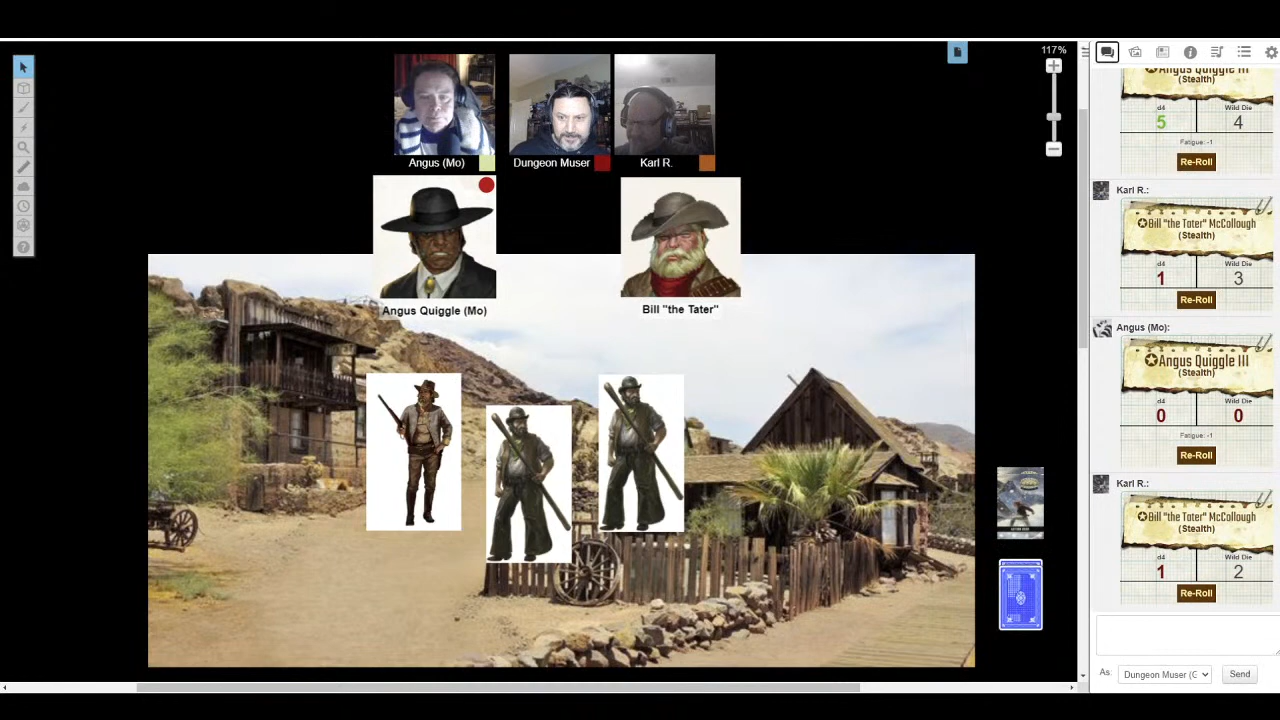 117%
Angus (Mo)
Dungeon Muser
Karl R.
Angus Quiggle (Mo)
Bill "the Tater"
Angus Quiggle III
(Stealth)
d4
Wild Die
5
4
Fatigue: -1
Re-Roll
Karl R.:
Bill "the Tater" McCollough
(Stealth)
d4
Wild Die
1
3
Re-Roll
Angus (Mo):
Angus Quiggle III
(Stealth)
d4
Wild Die
0
0
Fatigue: -1
Re-Roll
Karl R.:
Bill "the Tater" McCollough
(Stealth)
d4
Wild Die
1
2
Re-Roll
As:
Dungeon Muser (G
Send